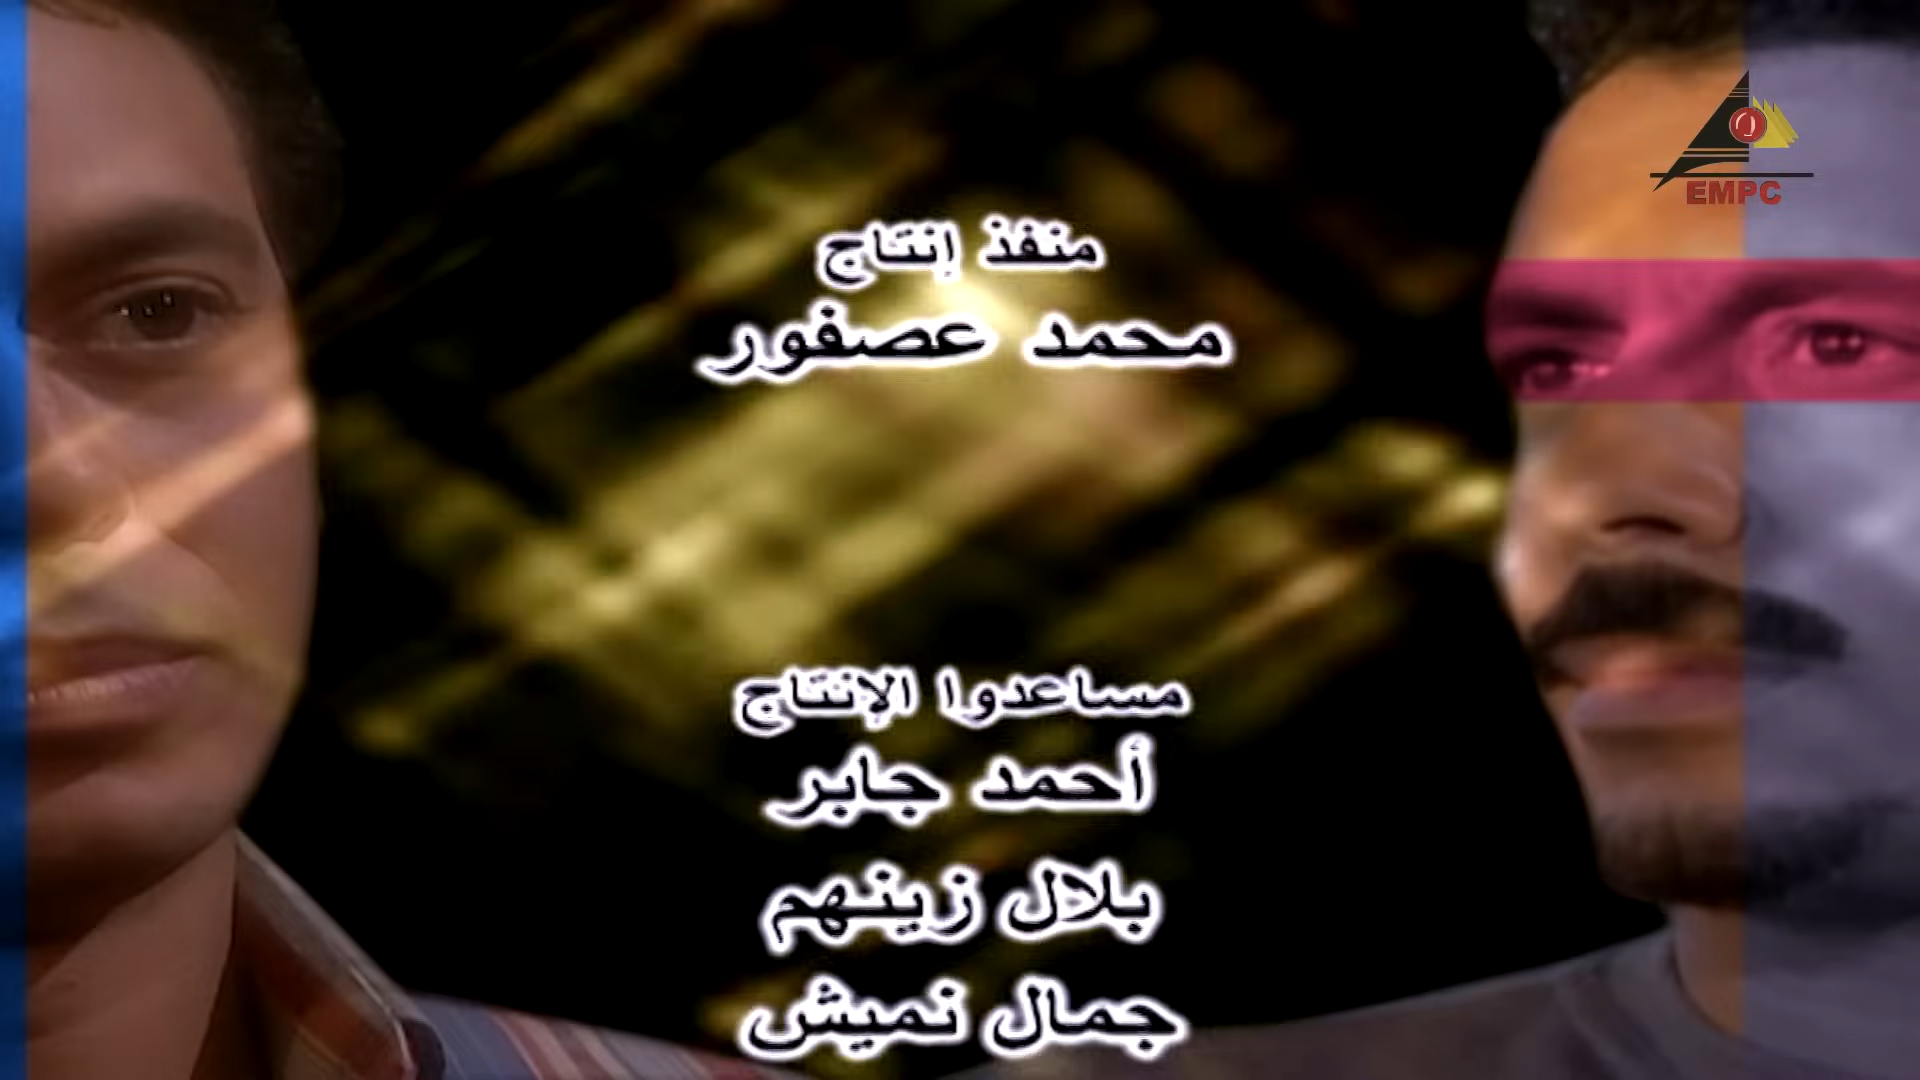 EMPC
منفذ إنتاج
محمد عصفور
مساعدوا الإنتاج
أحمد جابر
بلال زينهم
جمال نميش